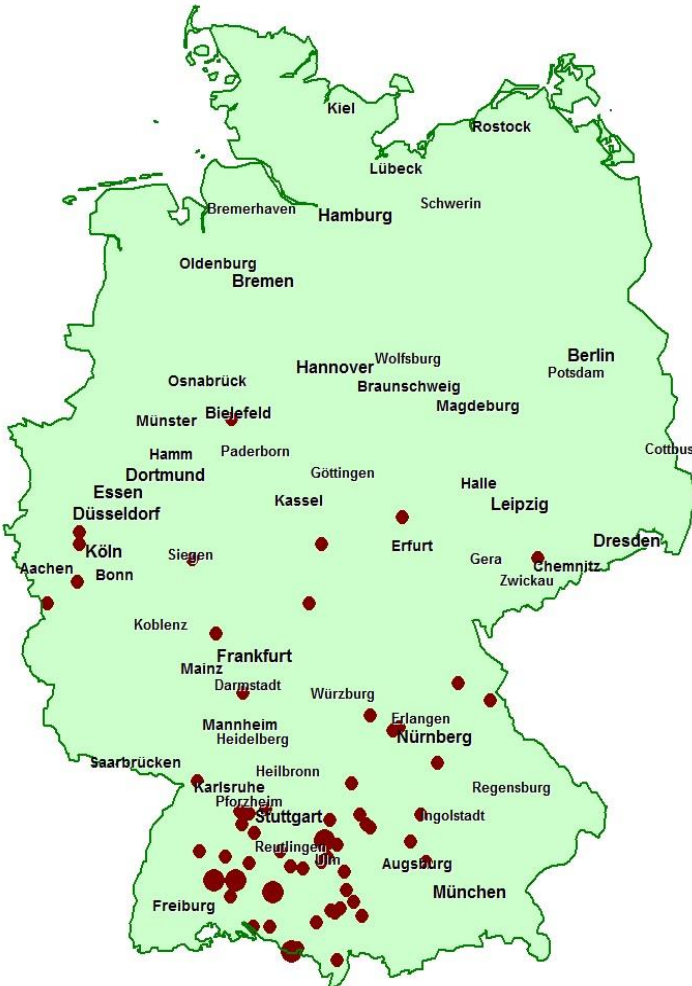 Kiel
Rostock
Lübeck
Schwerin
Bremerhaven
Hamburg
Oldenburg
Bremen
Berlin
Wolfsburg
Hannover
Potsdam
Osnabrück
Braunschweig
Magdeburg
Bielefeld
Münster
Cottbus
Paderborn
Hamm
Dortmund
Göttingen
Halle
Essen
Kassel
Leipzig
Düsseldorf
Dresden
Erfurt
Köln
Siegen
Gera
Chemnitz
Aachen
Bonn
Zwickau
Koblenz
Frankfurt
Mainz
Darmstadt
Würzburg
Erlangen
Mannheim
Nürnberg
Heidelberg
Saarbrücken
Heilbronn
Karlsruhe
Regensburg
Pforzheim
Stuttgart
Ingolstadt
Reutlingen
Ulm
Augsburg
München
Freiburg